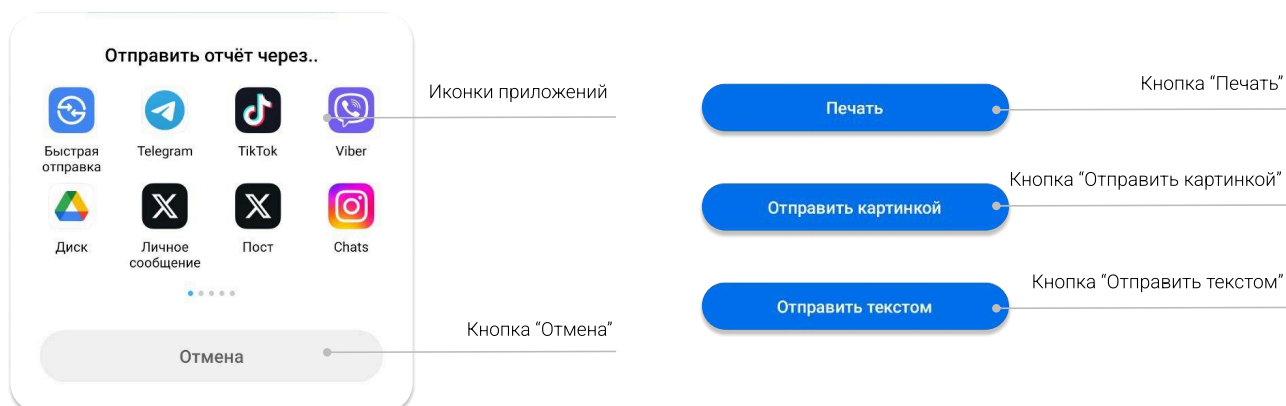 Отправить отчёт через..
Быстрая
отправка
Telegram
TikTok
Viber
Диск
Личное
сообщение
Пост
Chats
Отмена
Иконки приложений
Кнопка “Отмена”
Печать
Кнопка “Печать”
Отправить картинкой
Кнопка “Отправить картинкой”
Отправить текстом
Кнопка “Отправить текстом”